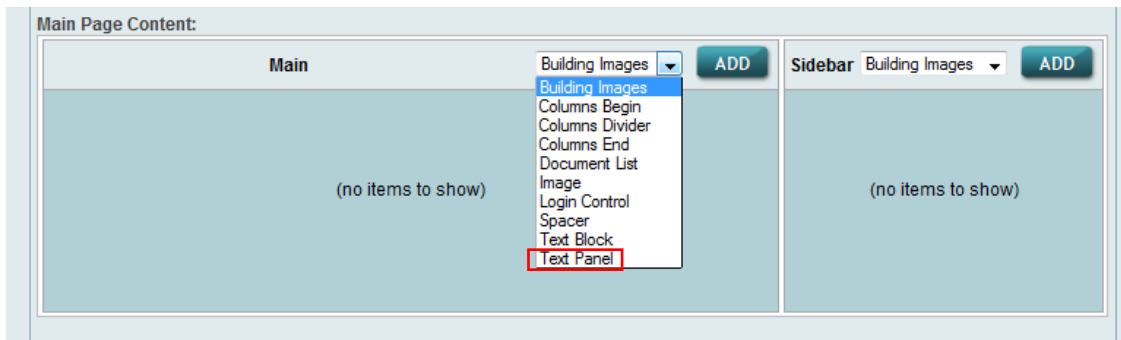 Main Page Content:
Main Building Images ADD Sidebar Building Images ADD
Building Images
Columns Begin
Columns Divider
Columns End
Document List
Image
(no items to show) (no items to show)
Login Control
Spacer
Text Block
Text Panel